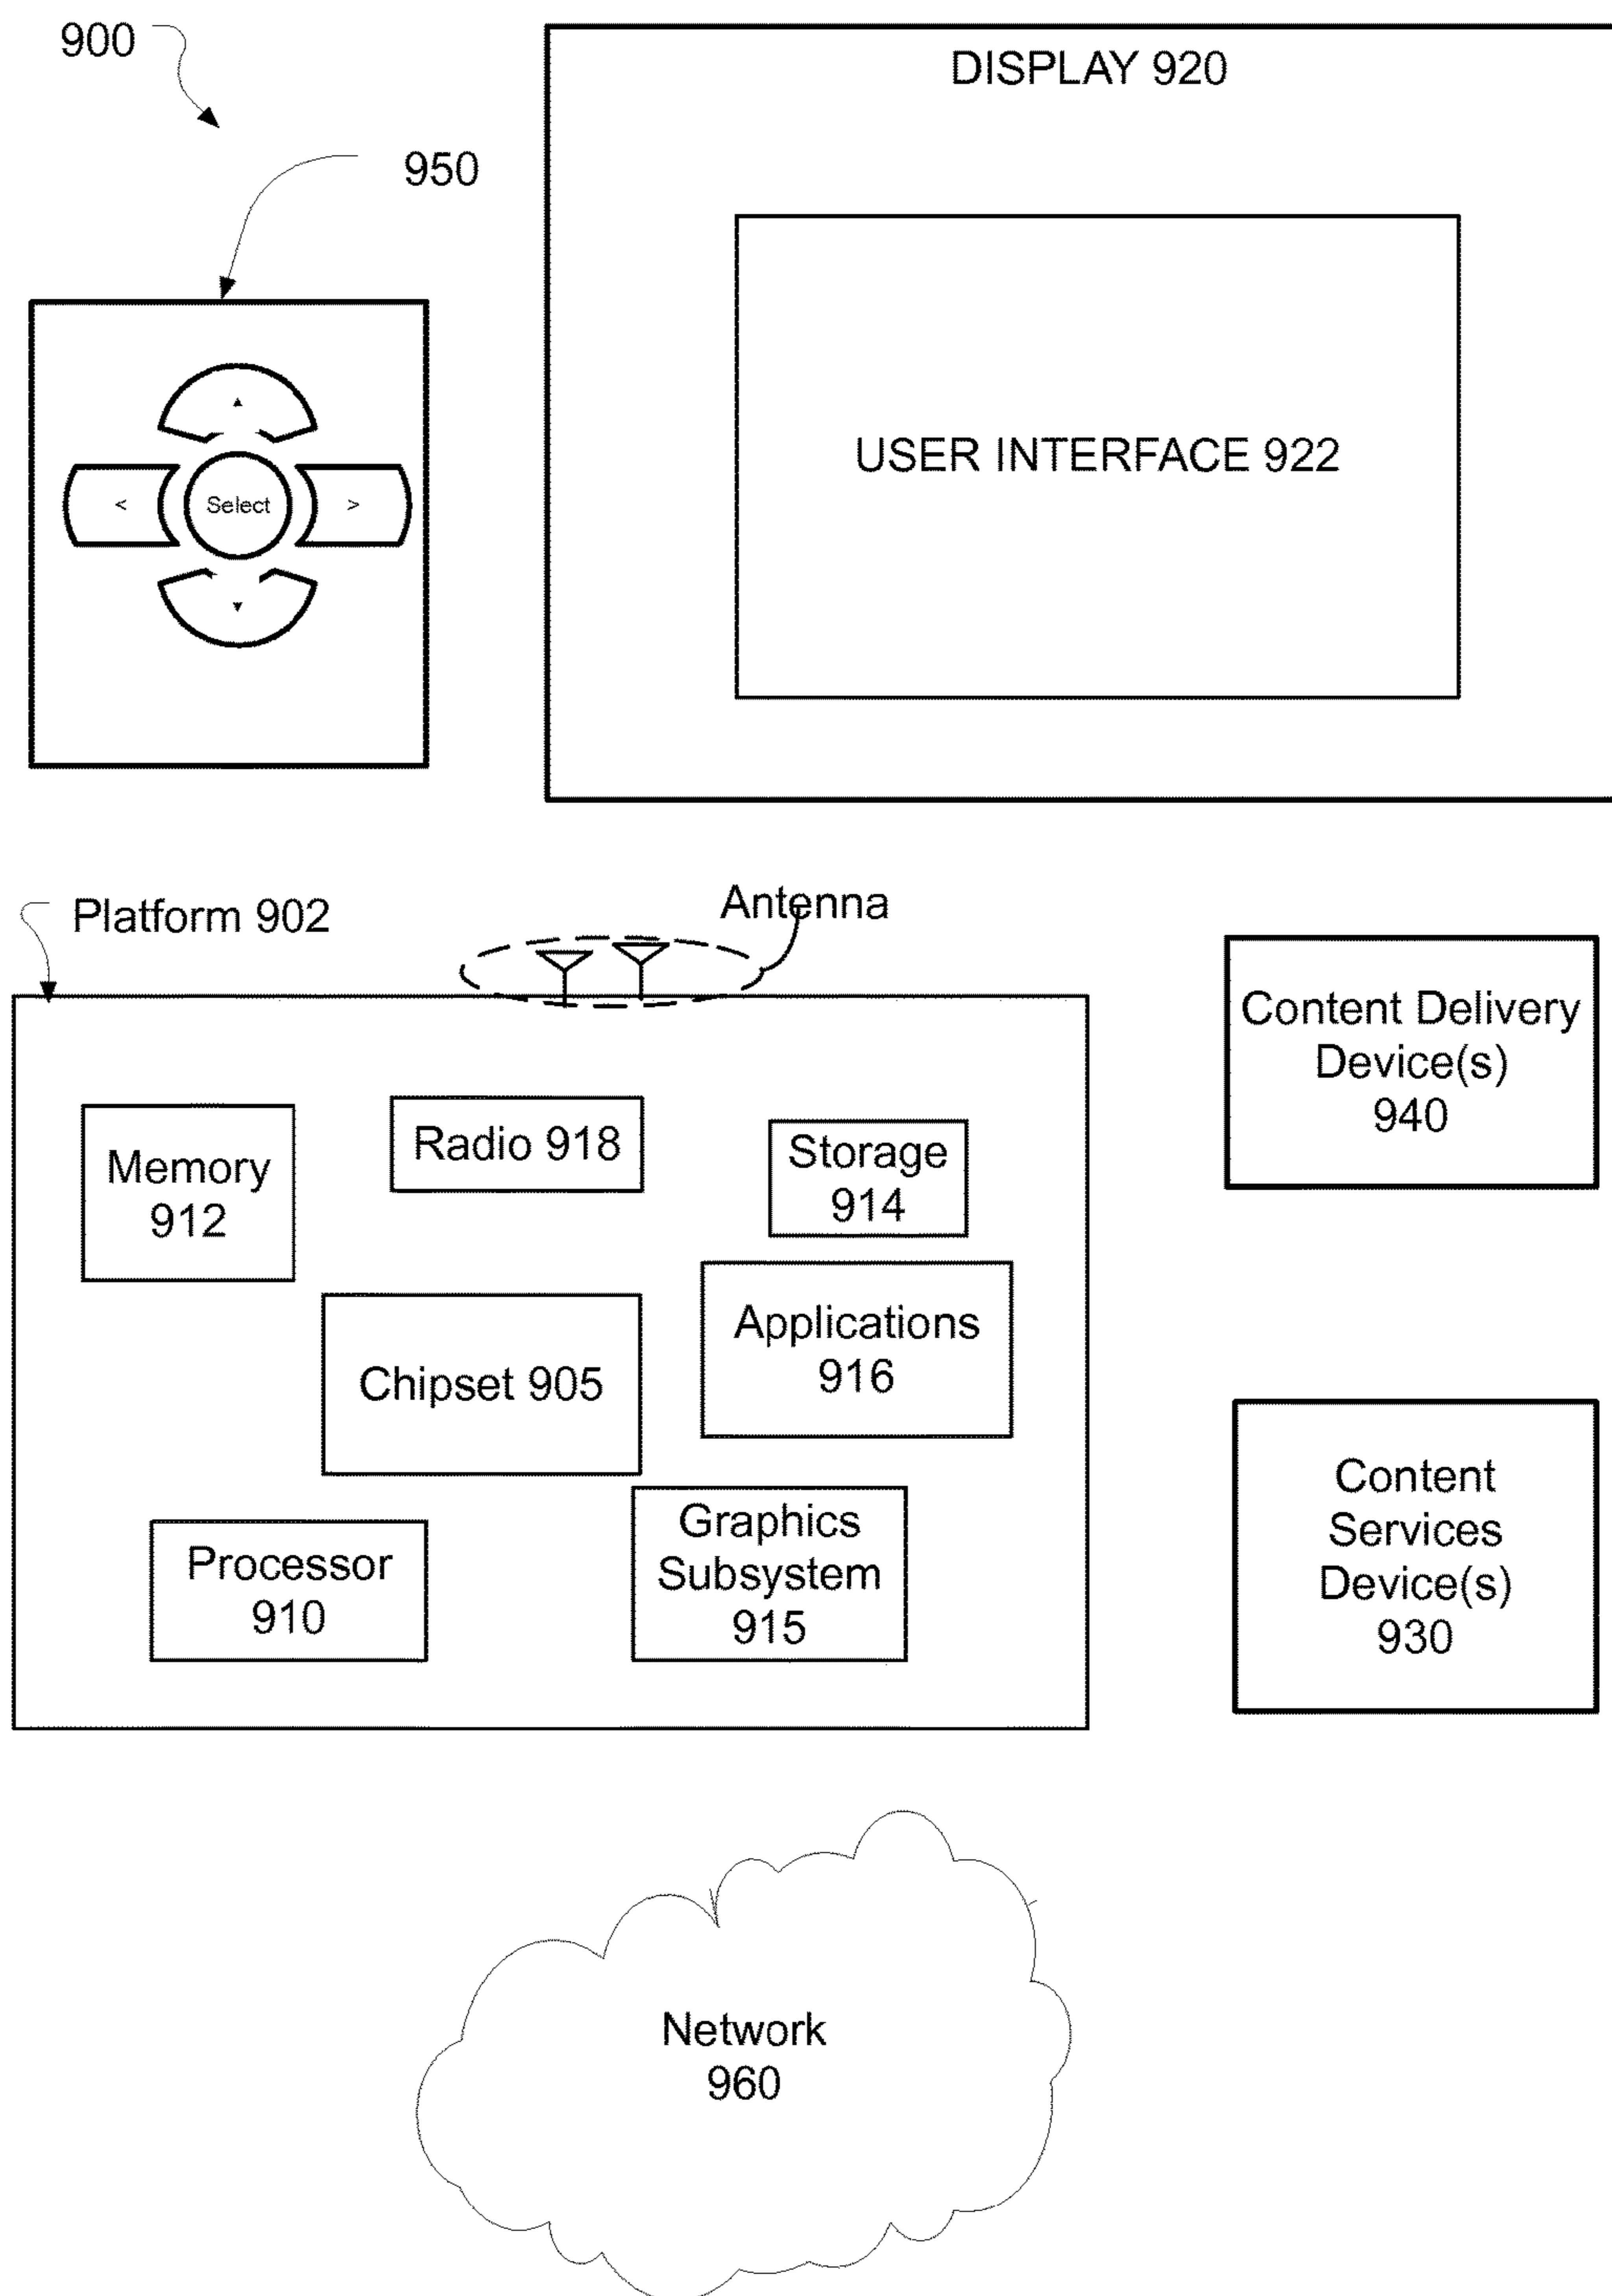 900
DISPLAY 920
950
USER INTERFACE 922
<
Select
>
Platform 902
Antenna
Content Delivery
Device(s)
940
Memory
912
Radio 918
Storage
914
Chipset 905
Applications
916
Processor
910
Graphics
Subsystem
915
Content
Services
Device(s)
930
Network
960